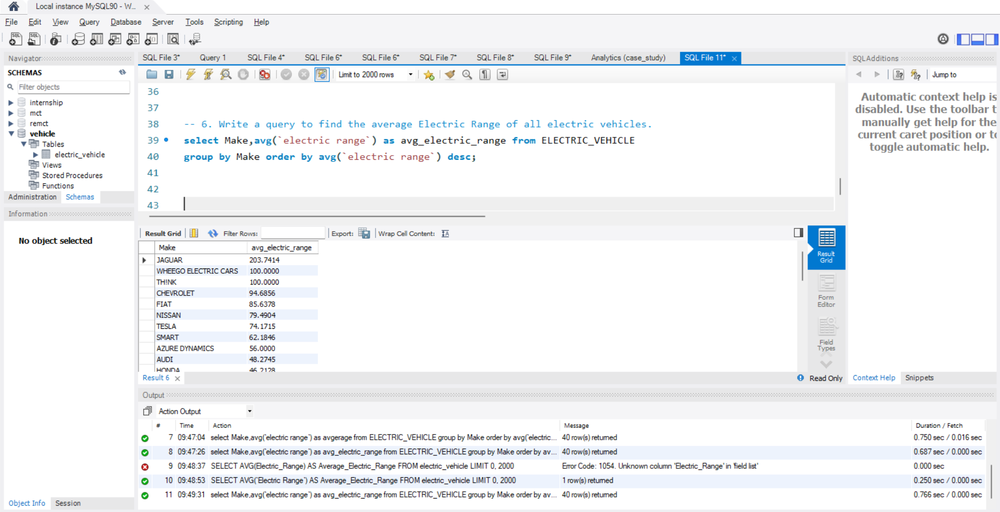 Local instance MySQL90 - W...
File Edit View Query Database Server Tools Scripting Help
Navigator
SCHEMAS
Filter objects
internship
mct
remct
vehicle
Tables
electric_vehicle
Views
Stored Procedures
Functions
Administration Schemas
Information
No object selected
Object Info Session
SQL File 3* Query 1 SQL File 4* SQL File 6* SQL File 6* SQL File 7* SQL File 8* SQL File 9* Analytics (case_study) SQL File 11*
Limit to 2000 rows
36
37
38 -- 6. Write a query to find the average Electric Range of all electric vehicles.
39 select Make,avg(`electric range`) as avg_electric_range from ELECTRIC_VEHICLE
40 group by Make order by avg(`electric range`) desc;
41
42
43
Result Grid Filter Rows: Export: Wrap Cell Content:
Make avg_electric_range
JAGUAR 203.7414
WHEEGO ELECTRIC CARS 100.0000
TH!NK 100.0000
CHEVROLET 94.6856
FIAT 85.6378
NISSAN 79.4904
TESLA 74.1715
SMART 62.1846
AZURE DYNAMICS 56.0000
AUDI 48.2745
HONDA 46.2128
Result Grid
Form Editor
Field Types
Result 6
Read Only
SQLAdditions
Jump to
Automatic context help is
disabled. Use the toolbar t
manually get help for the
current caret position or to
toggle automatic help.
Context Help Snippets
Output
Action Output
# Time Action Message Duration / Fetch
7 09:47:04 select Make,avg(`electric range`) as avgerage from ELECTRIC_VEHICLE group by Make order by avg(`electric... 40 row(s) returned 0.750 sec / 0.016 sec
8 09:47:26 select Make,avg(`electric range`) as avg_electric_range from ELECTRIC_VEHICLE group by Make order by av... 40 row(s) returned 0.687 sec / 0.000 sec
9 09:48:37 SELECT AVG(Electric_Range) AS Average_Electric_Range FROM electric_vehicle LIMIT 0, 2000 Error Code: 1054. Unknown column 'Electric_Range' in 'field list' 0.000 sec
10 09:48:53 SELECT AVG(`Electric Range`) AS Average_Electric_Range FROM electric_vehicle LIMIT 0, 2000 1 row(s) returned 0.250 sec / 0.000 sec
11 09:49:31 select Make,avg(`electric range`) as avg_electric_range from ELECTRIC_VEHICLE group by Make order by av... 40 row(s) returned 0.766 sec / 0.000 sec